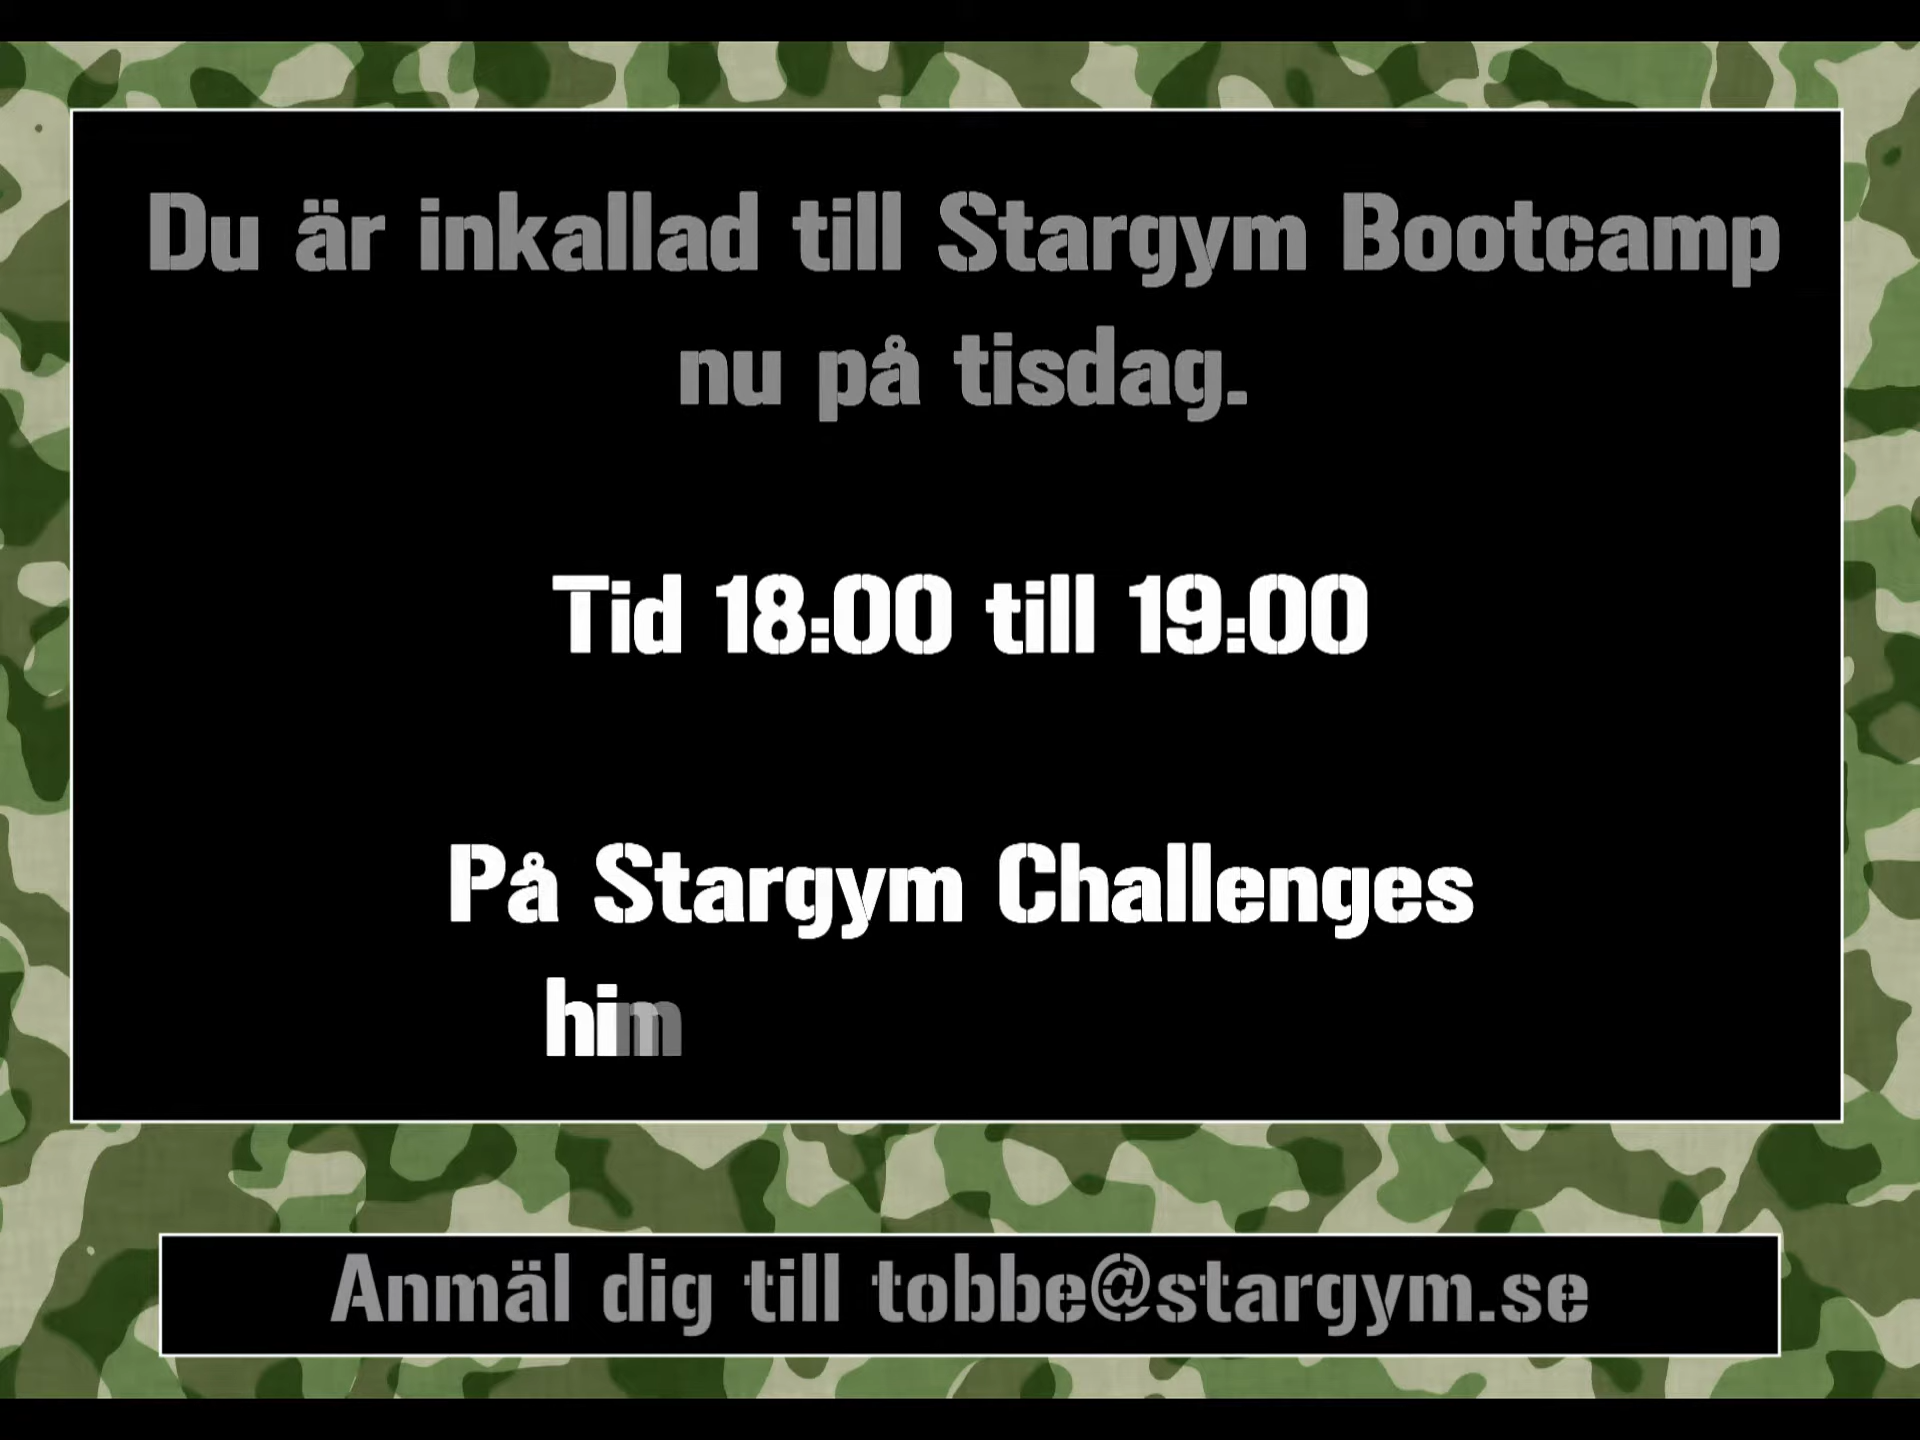 Du är inkallad till Stargym Bootcamp
nu på tisdag.
Tid 18:00 till 19:00
På Stargym Challenges
Anmäl dig till tobbe@stargym.se